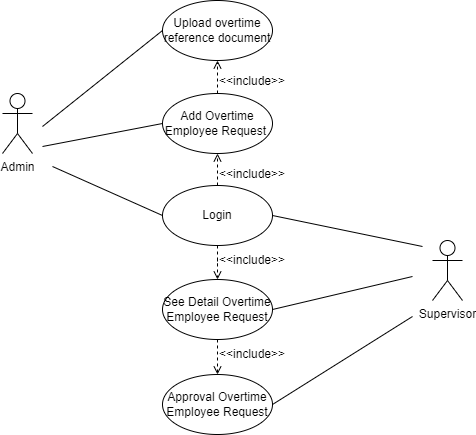 Upload overtime
reference document
<<include>>
Add Overtime
Employee Request
Admin
<<include>>
Login
<<include>>
See Detail Overtime
Employee Request
Supervisor
<<include>>
Approval Overtime
Employee Request